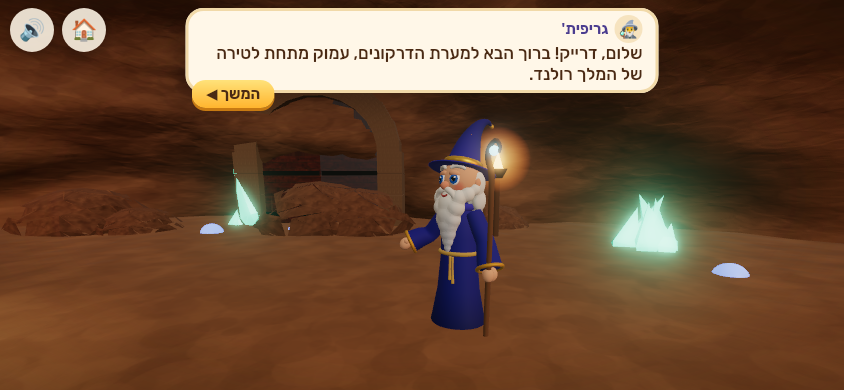 גריפית'
שלום, דרייק! ברוך הבא למערת הדרקונים, עמוק מתחת לטירה
של המלך רולנד.
המשך ◀